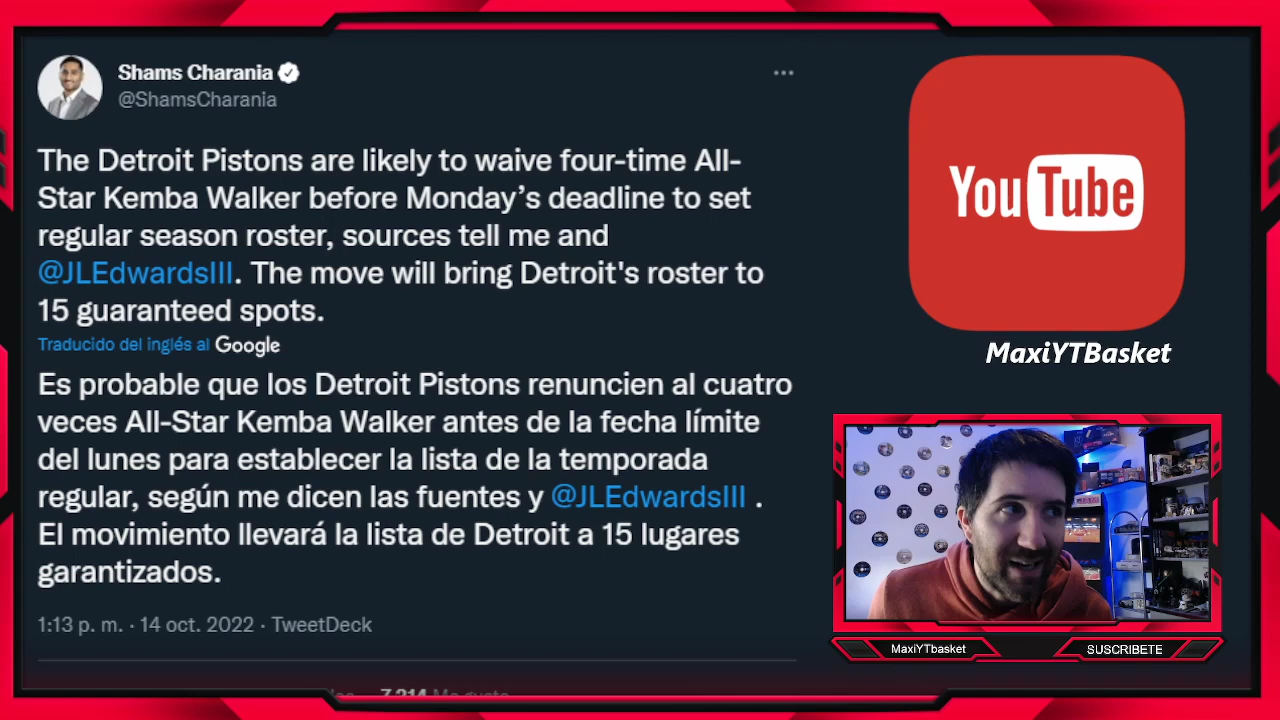 Shams Charania
@ShamsCharania
The Detroit Pistons are likely to waive four-time All-
Star Kemba Walker before Monday’s deadline to set
regular season roster, sources tell me and
@JLEdwardsIII. The move will bring Detroit's roster to
15 guaranteed spots.
Traducido del inglés al Google
Es probable que los Detroit Pistons renuncien al cuatro
veces All-Star Kemba Walker antes de la fecha límite
del lunes para establecer la lista de la temporada
regular, según me dicen las fuentes y @JLEdwardsIII .
El movimiento llevará la lista de Detroit a 15 lugares
garantizados.
1:13 p. m. · 14 oct. 2022 · TweetDeck
7.214 Me gusta
YouTube
MaxiYTBasket
MaxiYTbasket
SUSCRIBETE